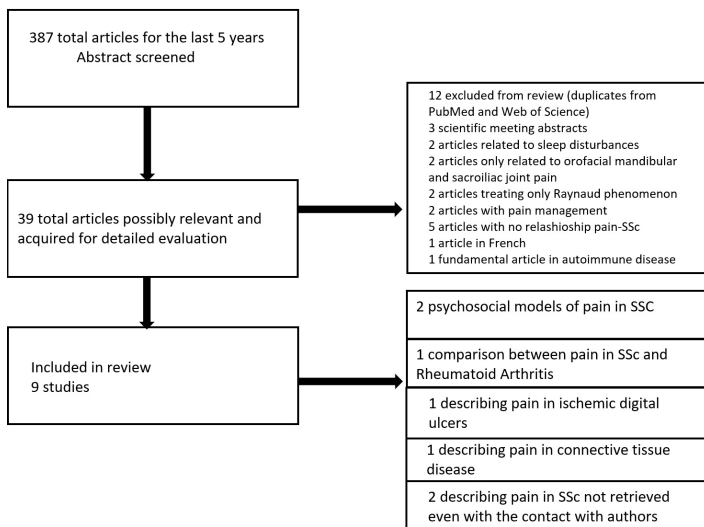 387 total articles for the last 5 years
Abstract screened
12 excluded from review (duplicates from
PubMed and Web of Science)
3 scientific meeting abstracts
2 articles related to sleep disturbances
2 articles only related to orofacial mandibular
and sacroiliac joint pain
2 articles treating only Raynaud phenomenon
2 articles with pain management
5 articles with no relashioship pain-SSc
1 article in French
1 fundamental article in autoimmune disease
39 total articles possibly relevant and
acquired for detailed evaluation
Included in review
9 studies
2 psychosocial models of pain in SSC
1 comparison between pain in SSc and
Rheumatoid Arthritis
1 describing pain in ischemic digital
ulcers
1 describing pain in connective tissue
disease
2 describing pain in SSc not retrieved
even with the contact with authors